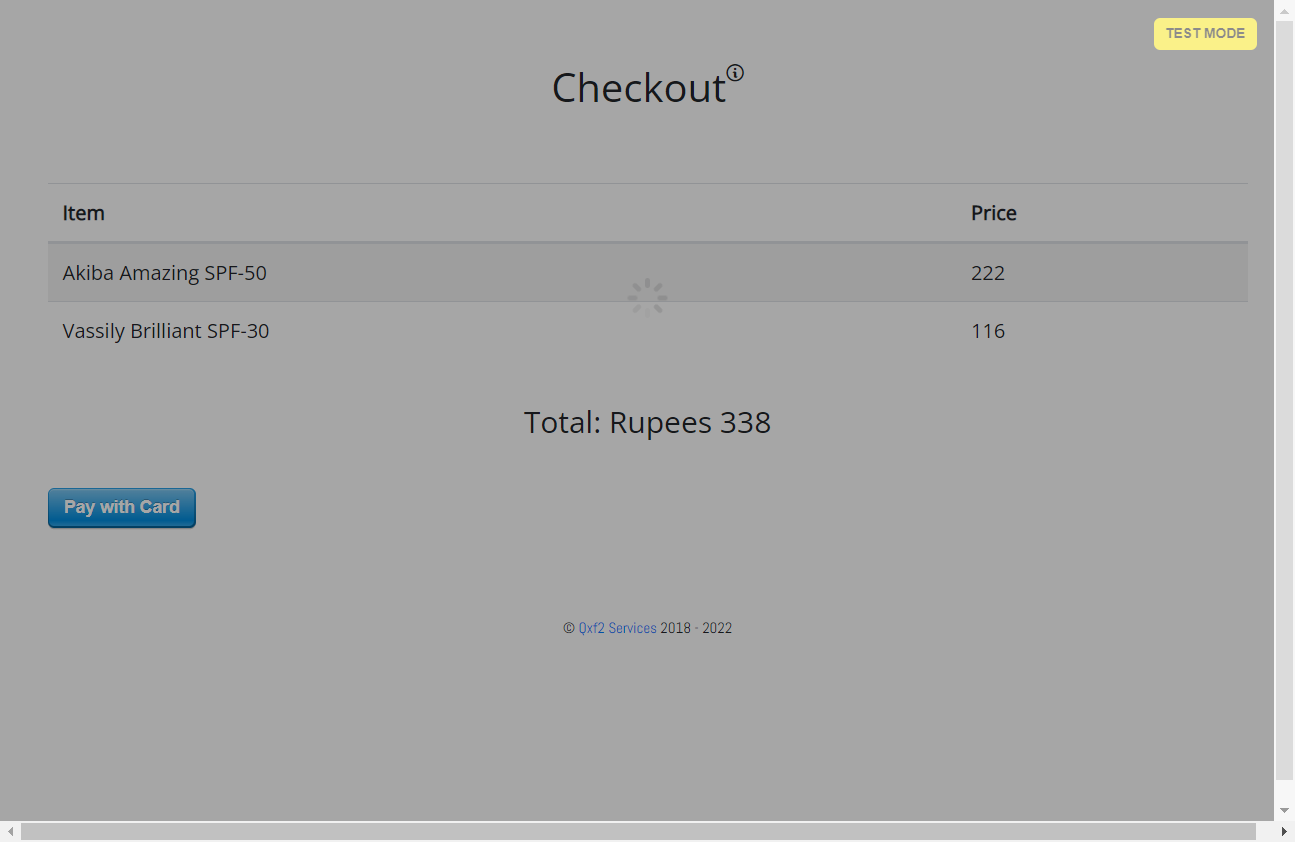 TEST MODE
Checkout
Item Price
Akiba Amazing SPF-50 222
Vassily Brilliant SPF-30 116
Total: Rupees 338
Pay with Card
© Qxf2 Services 2018 - 2022